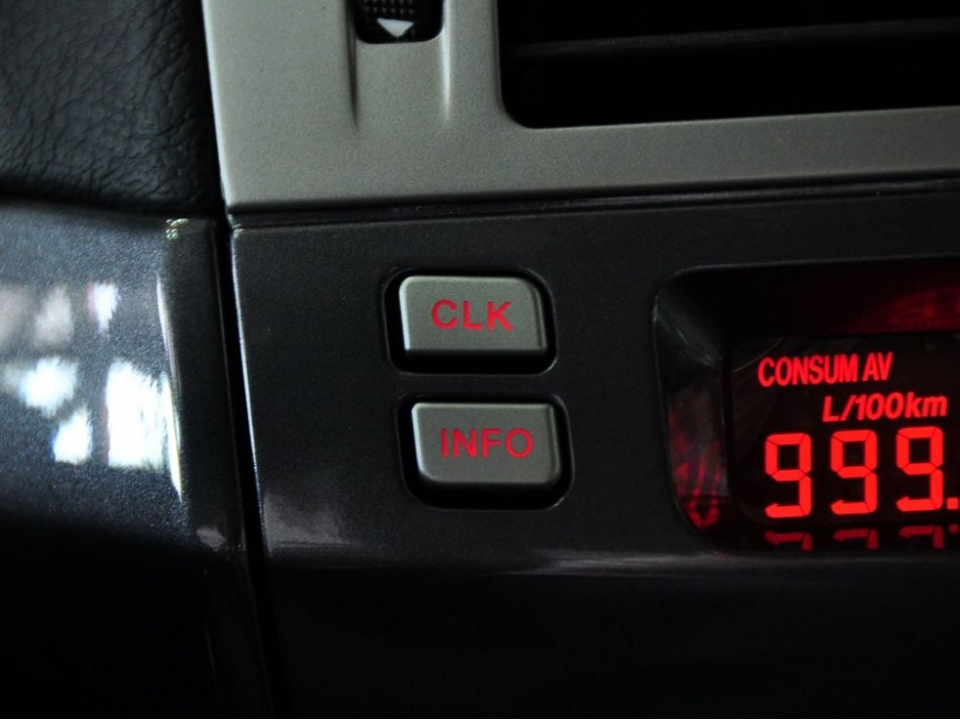 CLK
INFO
CONSUM AV
L/100km
999.